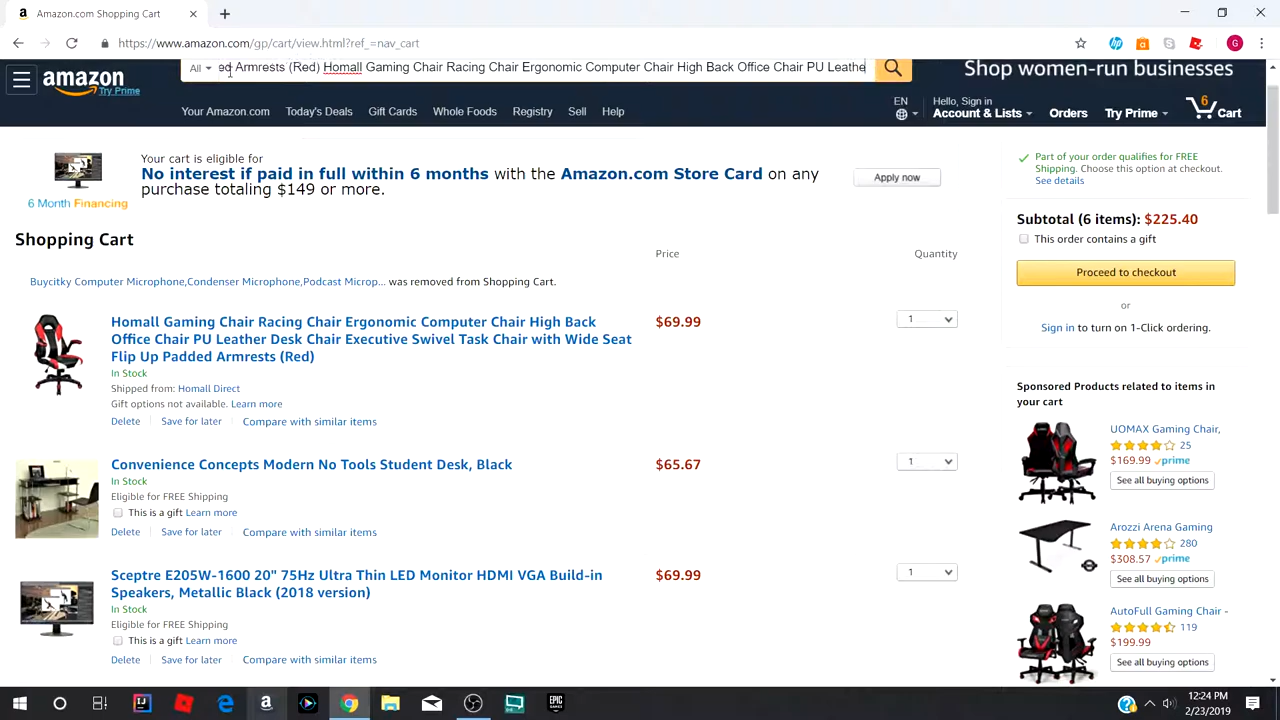 Amazon.com Shopping Cart
https://www.amazon.com/gp/cart/view.html?ref_=nav_cart
G
All
ed Armrests (Red) Homall Gaming Chair Racing Chair Ergonomic Computer Chair High Back Office Chair PU Leathe
Shop women-run businesses
amazon
Try Prime
Your Amazon.com Today's Deals Gift Cards Whole Foods Registry Sell Help
EN
Hello, Sign in
Account & Lists
Orders
Try Prime
6
Cart
Your cart is eligible for
No interest if paid in full within 6 months with the Amazon.com Store Card on any
purchase totaling $149 or more.
6 Month Financing
Apply now
Part of your order qualifies for FREE
Shipping. Choose this option at checkout.
See details
Subtotal (6 items): $225.40
This order contains a gift
Proceed to checkout
or
Sign in to turn on 1-Click ordering.
Shopping Cart
Price
Quantity
Buycitky Computer Microphone,Condenser Microphone,Podcast Microp... was removed from Shopping Cart.
Homall Gaming Chair Racing Chair Ergonomic Computer Chair High Back
Office Chair PU Leather Desk Chair Executive Swivel Task Chair with Wide Seat
Flip Up Padded Armrests (Red)
$69.99
1
In Stock
Shipped from: Homall Direct
Gift options not available. Learn more
Delete Save for later Compare with similar items
Convenience Concepts Modern No Tools Student Desk, Black
$65.67
1
In Stock
Eligible for FREE Shipping
This is a gift Learn more
Delete Save for later Compare with similar items
Sceptre E205W-1600 20" 75Hz Ultra Thin LED Monitor HDMI VGA Build-in
Speakers, Metallic Black (2018 version)
$69.99
1
In Stock
Eligible for FREE Shipping
This is a gift Learn more
Delete Save for later Compare with similar items
Sponsored Products related to items in
your cart
UOMAX Gaming Chair,
25
$169.99 prime
See all buying options
Arozzi Arena Gaming
280
$308.57 prime
See all buying options
AutoFull Gaming Chair -
119
$199.99
See all buying options
EPIC
GAMES
12:24 PM
2/23/2019